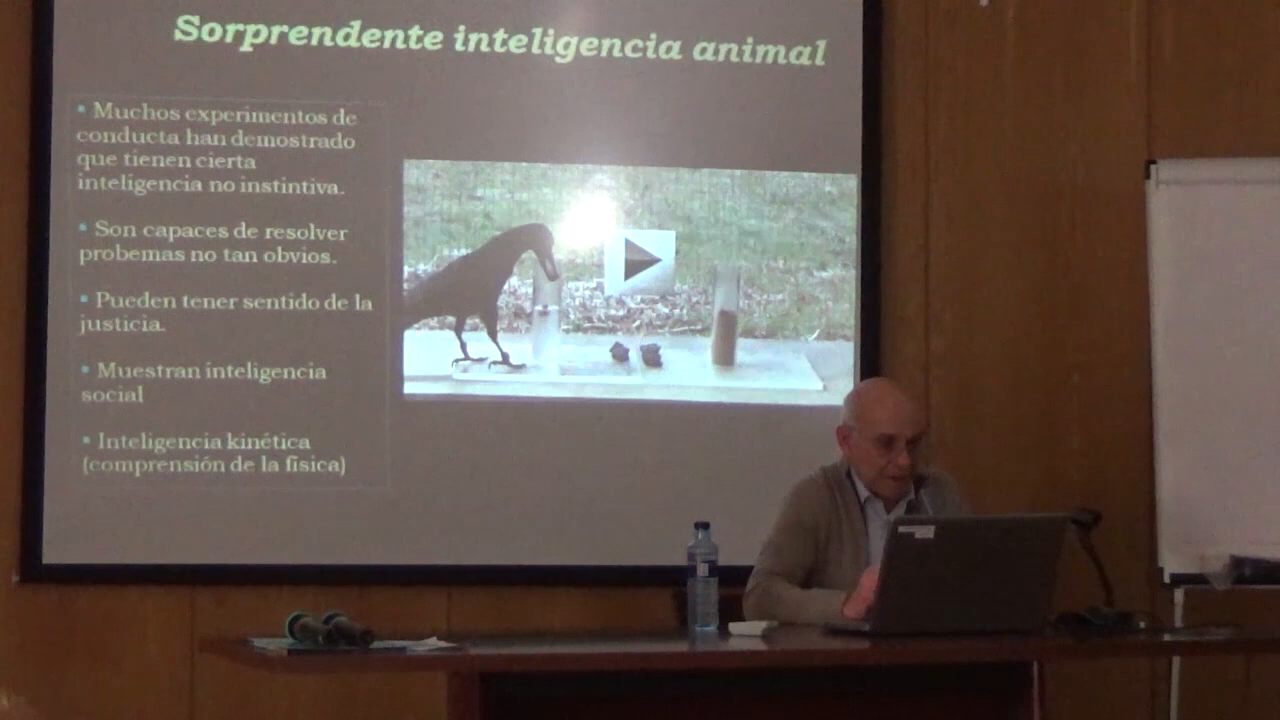 Sorprendente inteligencia animal
▪ Muchos experimentos de
conducta han demostrado
que tienen cierta
inteligencia no instintiva.
▪ Son capaces de resolver
probemas no tan obvios.
▪ Pueden tener sentido de la
justicia.
▪ Muestran inteligencia
social
▪ Inteligencia kinética
(comprensión de la física)